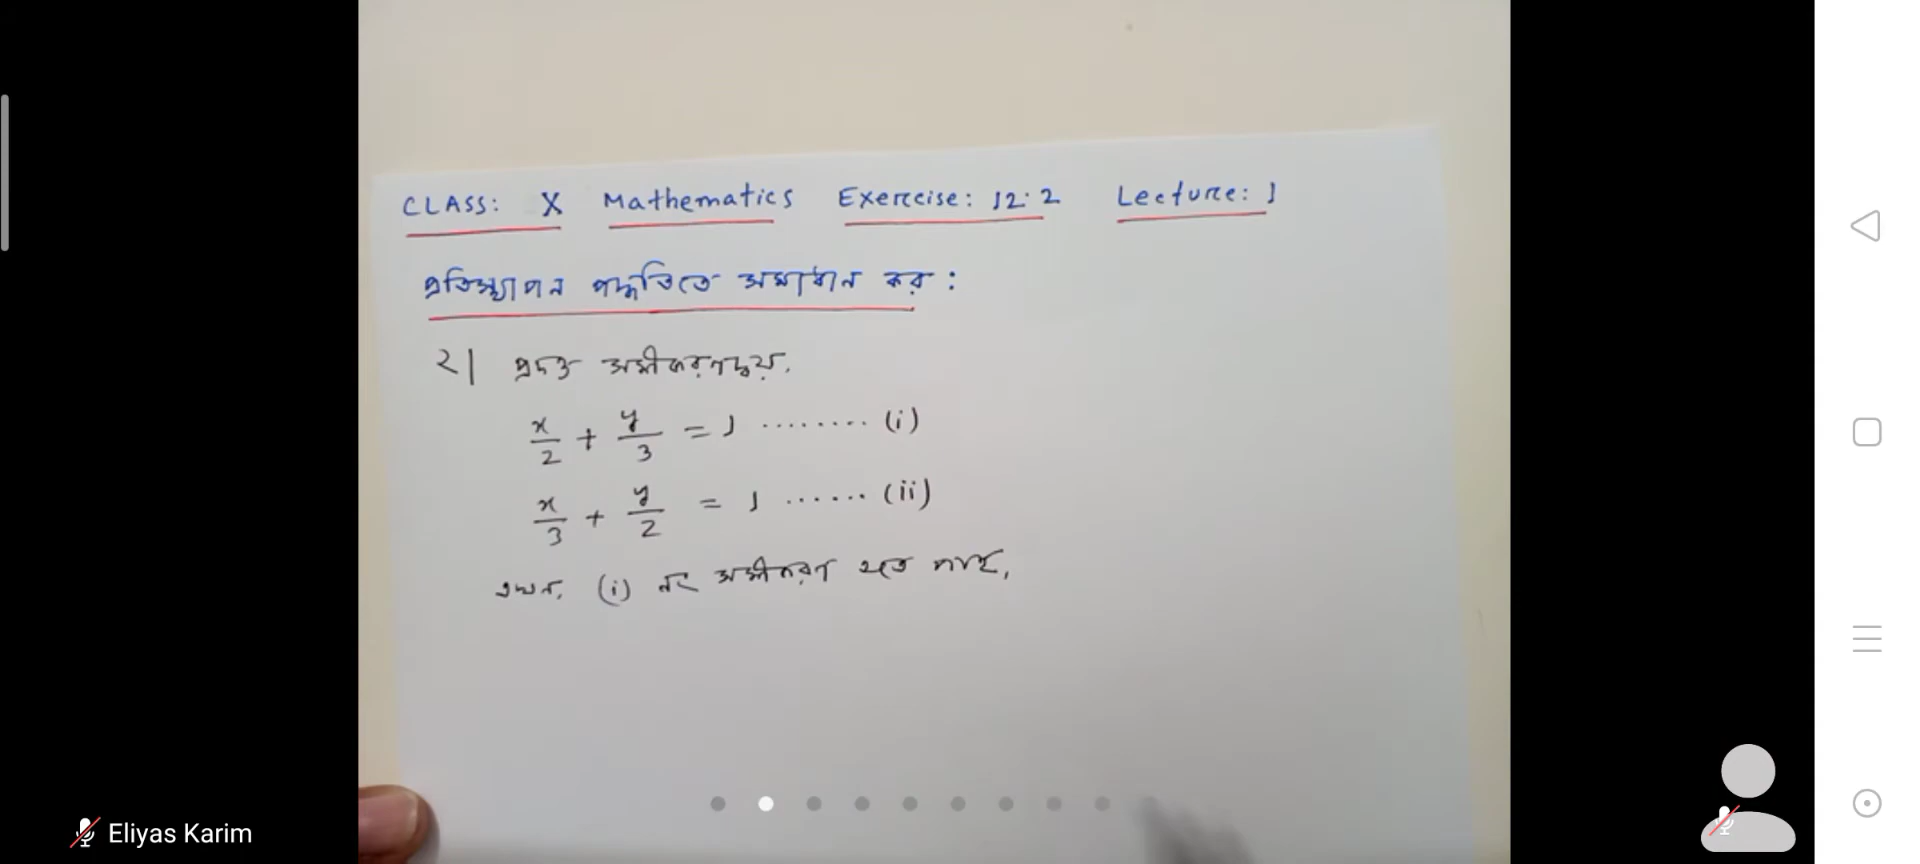 CLASS: X Mathematics Exercise: 12.2 Lecture: 1
প্রতিস্থাপন পদ্ধতিতে সমাধান কর:
২| প্রদত্ত সমীকরণদ্বয়,
x/2 + y/3 = 1 ........ (i)
x/3 + y/2 = 1 ...... (ii)
এখন, (i) নং সমীকরণ হতে পাই,
Eliyas Karim